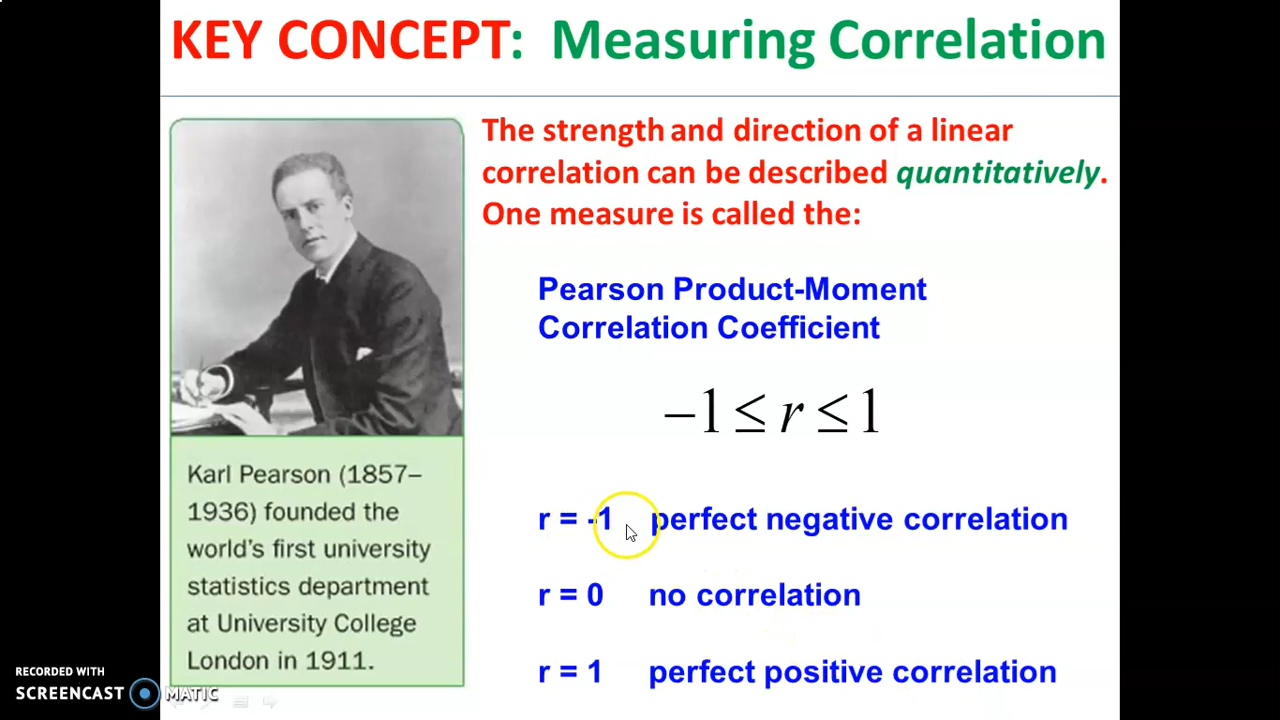 KEY CONCEPT: Measuring Correlation
The strength and direction of a linear
correlation can be described quantitatively.
One measure is called the:
Pearson Product-Moment
Correlation Coefficient
−1 ≤ r ≤ 1
r = -1 perfect negative correlation
r = 0 no correlation
r = 1 perfect positive correlation
Karl Pearson (1857–
1936) founded the
world's first university
statistics department
at University College
London in 1911.
RECORDED WITH
SCREENCAST MATIC